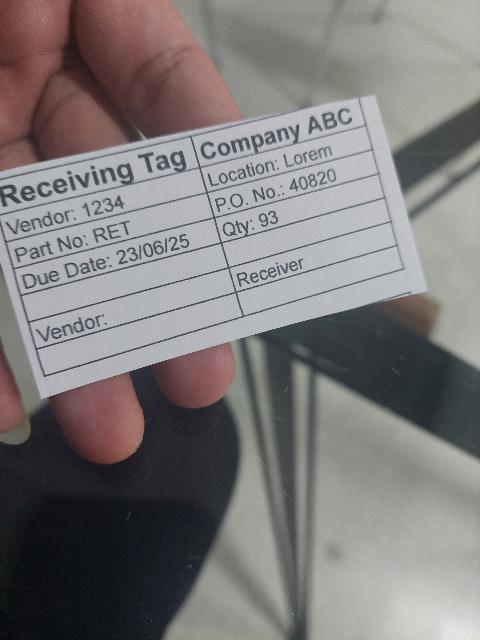 Receiving Tag Company ABC
Vendor: 1234 Location: Lorem
Part No: RET P.O. No.: 40820
Due Date: 23/06/25 Qty: 93
Vendor: Receiver